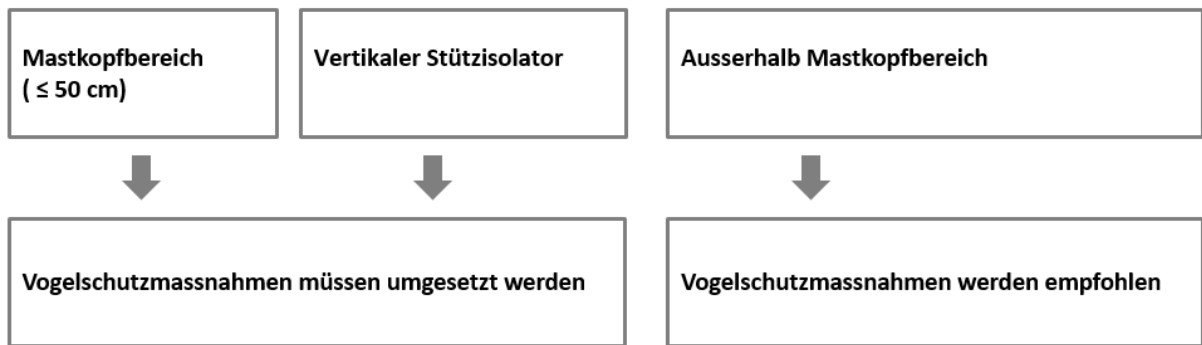 Mastkopfbereich
( ≤ 50 cm)
Vertikaler Stützisolator
Ausserhalb Mastkopfbereich
Vogelschutzmassnahmen müssen umgesetzt werden
Vogelschutzmassnahmen werden empfohlen